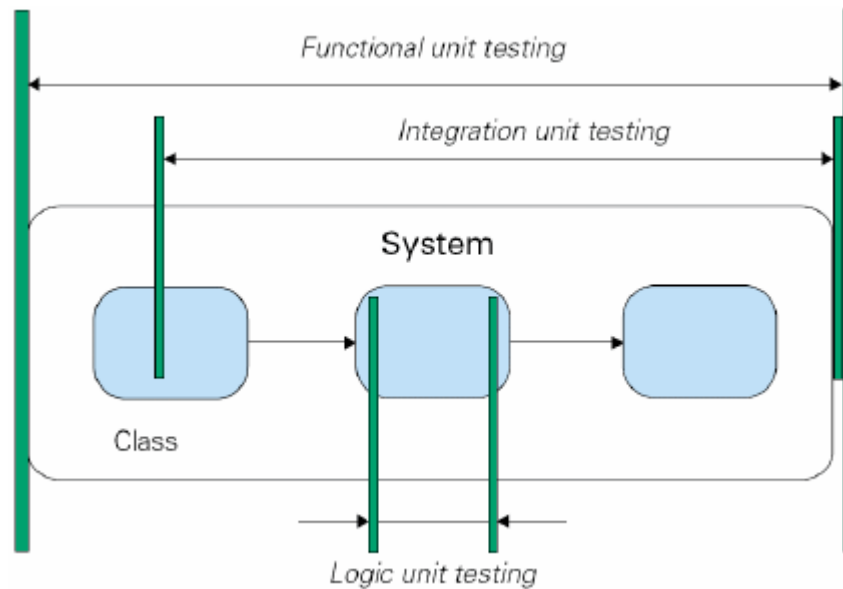 Functional unit testing
Integration unit testing
System
Class
Logic unit testing